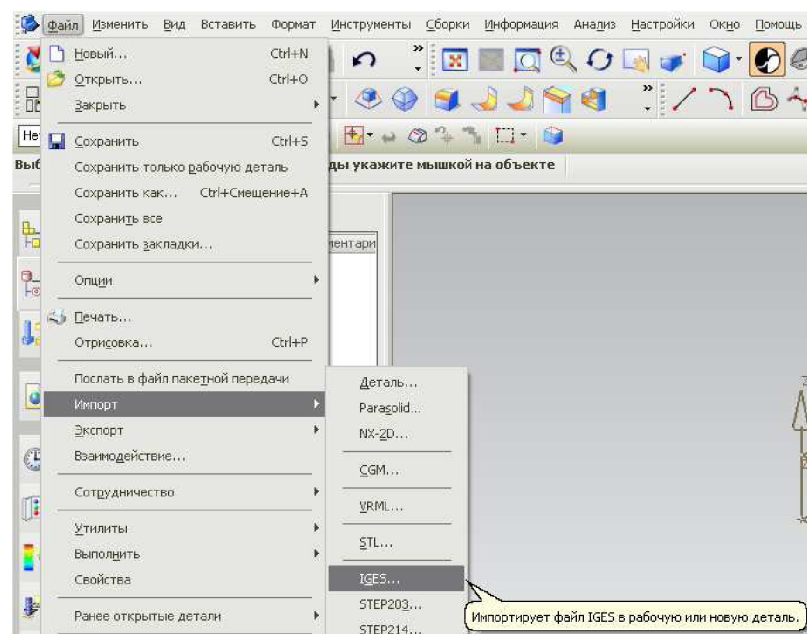 Файл Изменить Вид Вставить Формат Инструменты Сборки Информация Анализ Настройки Окно Помощь
Новый... Ctrl+N
Открыть... Ctrl+O
Закрыть
Сохранить Ctrl+S
Сохранить только рабочую деталь
укажите мышкой на объекте
Сохранить как... Ctrl+Смещение+A
Сохранить все
Сохранить закладки...
Опции
Печать...
Отрисовка... Ctrl+P
Послать в файл пакетной передачи
Импорт
Экспорт
Взаимодействие...
Сотрудничество
Утилиты
Выполнить
Свойства
Ранее открытые детали
Деталь...
Parasolid...
NX-2D...
CGM...
VRML...
STL...
IGES...
STEP203...
STEP214...
Импортирует файл IGES в рабочую или новую деталь.